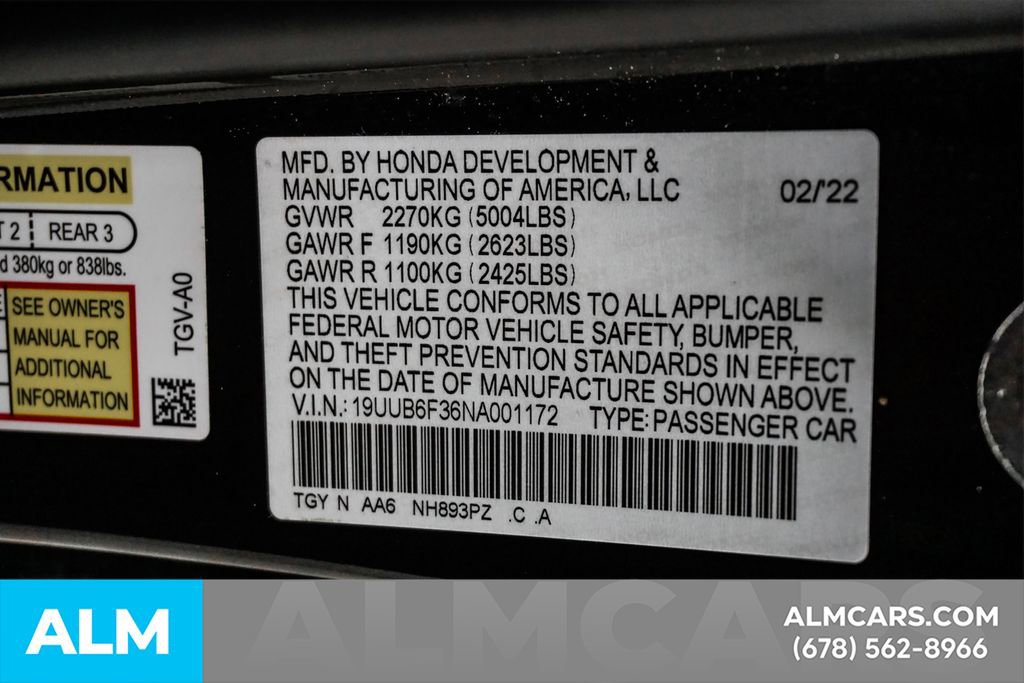 RMATION
T 2 REAR 3
d 380kg or 838lbs.
SEE OWNER'S
MANUAL FOR
ADDITIONAL
INFORMATION
TGV-A0
MFD. BY HONDA DEVELOPMENT &
MANUFACTURING OF AMERICA, LLC 02/'22
GVWR 2270KG (5004LBS)
GAWR F 1190KG (2623LBS)
GAWR R 1100KG (2425LBS)
THIS VEHICLE CONFORMS TO ALL APPLICABLE
FEDERAL MOTOR VEHICLE SAFETY, BUMPER,
AND THEFT PREVENTION STANDARDS IN EFFECT
ON THE DATE OF MANUFACTURE SHOWN ABOVE.
V.I.N.: 19UUB6F36NA001172 TYPE: PASSENGER CAR
TGY N AA6 NH893PZ .C .A
ALM
ALMCARS
ALMCARS.COM
(678) 562-8966